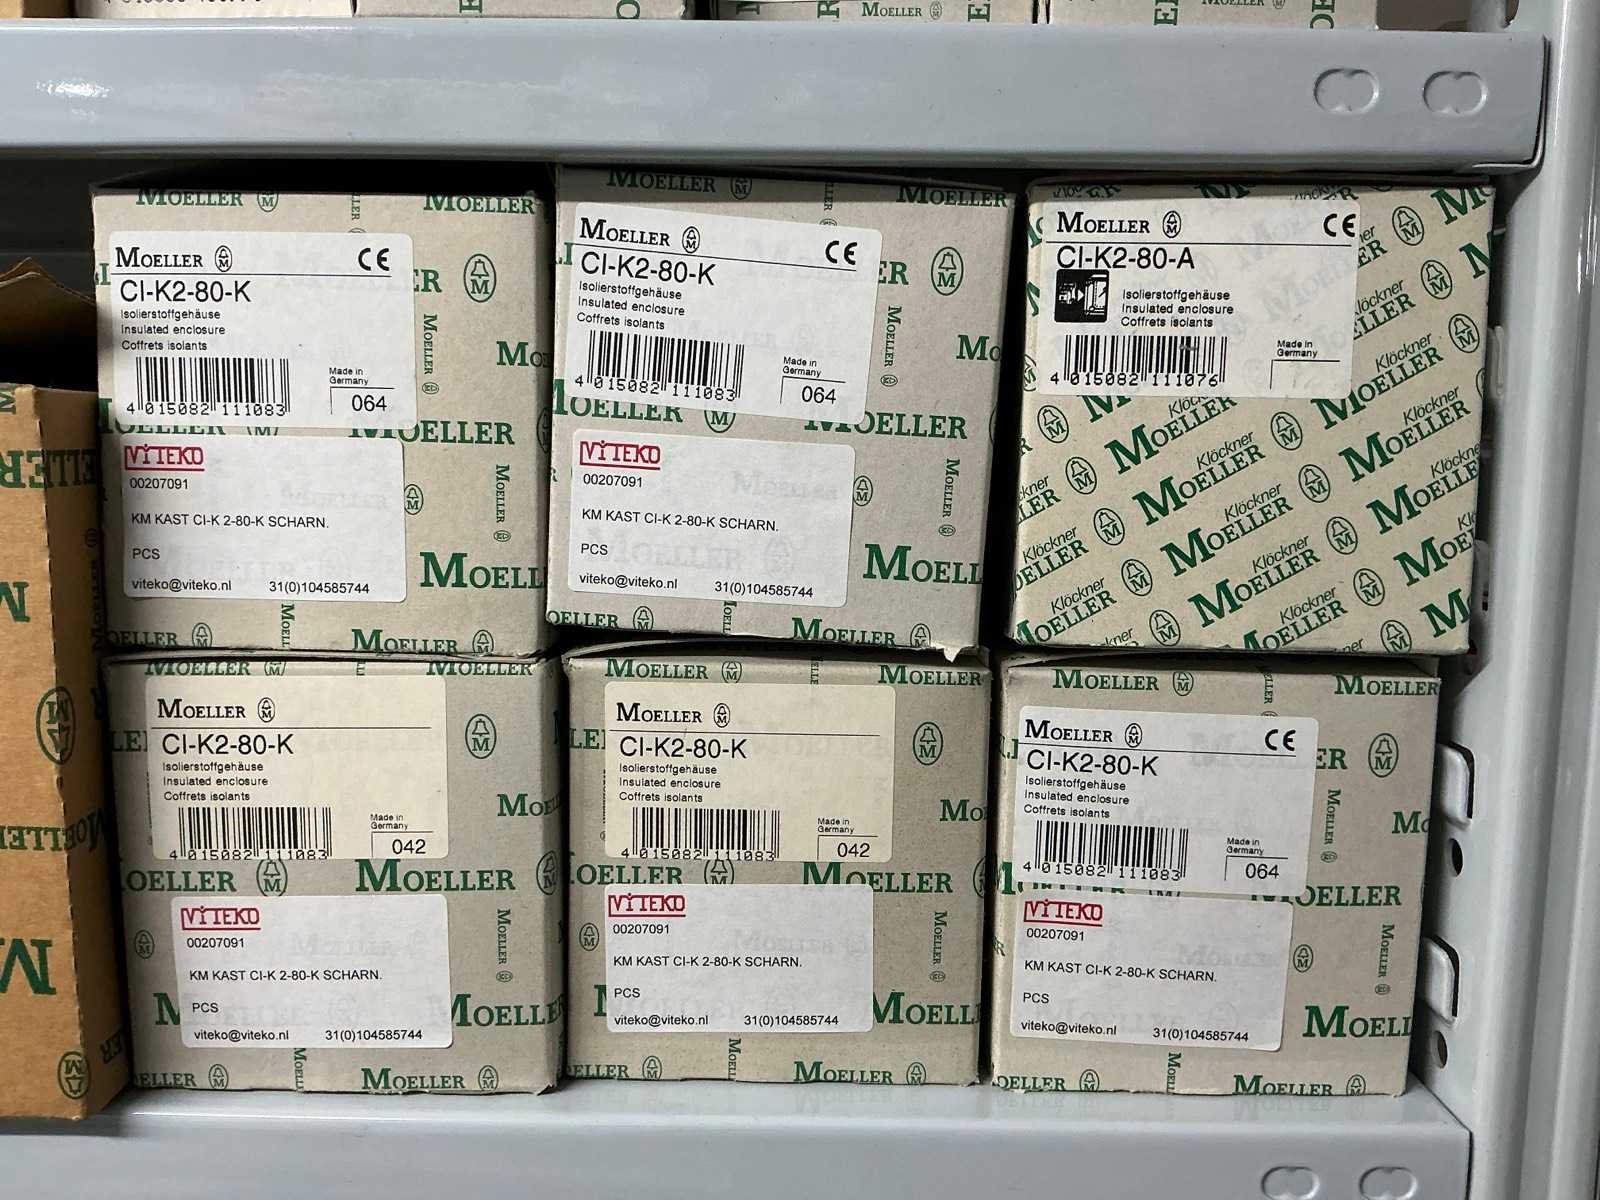 MOELLER
MOELLER
CE
CI-K2-80-K
Isolierstoffgehäuse
Insulated enclosure
Coffrets isolants
Made in
Germany
4 015082 111083
064
VITEKO
00207091
KM KAST CI-K 2-80-K SCHARN.
PCS
viteko@viteko.nl 31(0)104585744
MOELLER
CE
CI-K2-80-K
Isolierstoffgehäuse
Insulated enclosure
Coffrets isolants
Made in
Germany
4 015082 111083
064
VITEKO
00207091
KM KAST CI-K 2-80-K SCHARN.
PCS
viteko@viteko.nl 31(0)104585744
MOELLER
CE
CI-K2-80-A
Isolierstoffgehäuse
Insulated enclosure
Coffrets isolants
Made in
Germany
4 015082 111076
Klöckner
MOELLER
MOELLER
CI-K2-80-K
Isolierstoffgehäuse
Insulated enclosure
Coffrets isolants
Made in
Germany
4 015082 111083
042
VITEKO
00207091
KM KAST CI-K 2-80-K SCHARN.
PCS
viteko@viteko.nl 31(0)104585744
MOELLER
CI-K2-80-K
Isolierstoffgehäuse
Insulated enclosure
Coffrets isolants
Made in
Germany
4 015082 111083
042
VITEKO
00207091
KM KAST CI-K 2-80-K SCHARN.
PCS
viteko@viteko.nl 31(0)104585744
MOELLER
CE
CI-K2-80-K
Isolierstoffgehäuse
Insulated enclosure
Coffrets isolants
Made in
Germany
4 015082 111083
064
VITEKO
00207091
KM KAST CI-K 2-80-K SCHARN.
PCS
viteko@viteko.nl 31(0)104585744